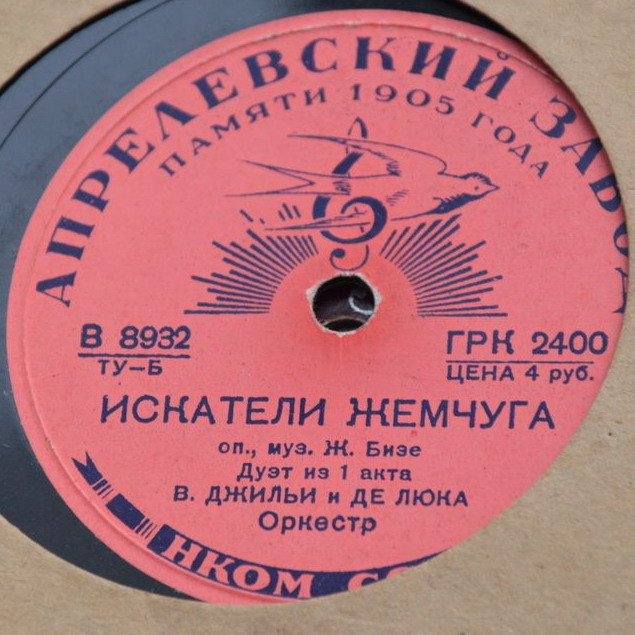 АПРЕЛЕВСКИЙ ЗАВОД
ПАМЯТИ 1905 ГОДА
В 8932
ТУ—Б
ГРК 2400
ЦЕНА 4 руб.
ИСКАТЕЛИ ЖЕМЧУГА
оп., муз. Ж. Бизе
Дуэт из 1 акта
В. ДЖИЛЬИ и ДЕ ЛЮКА
Оркестр
НКОМ